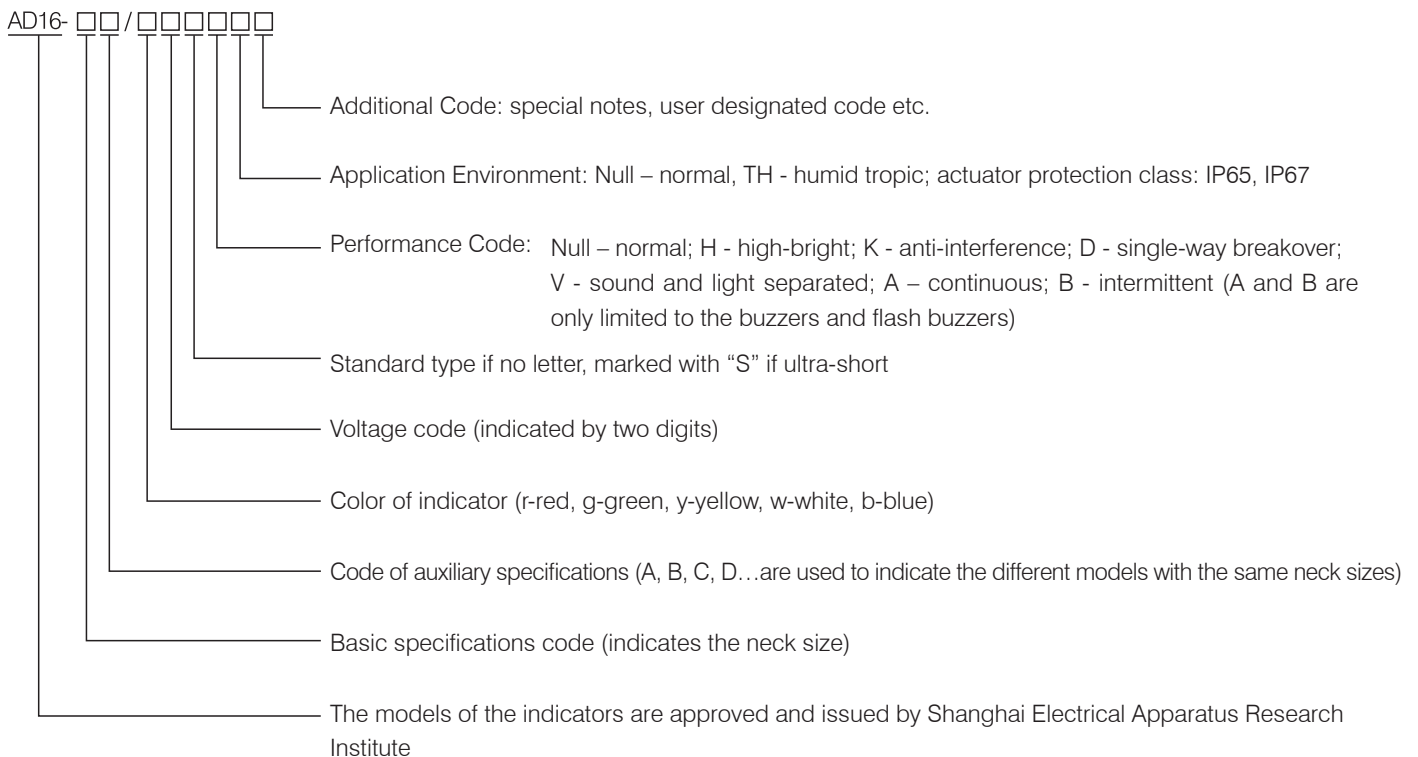 AD16- □□/□□□□□□
Additional Code: special notes, user designated code etc.
Application Environment: Null – normal, TH - humid tropic; actuator protection class: IP65, IP67
Performance Code: Null – normal; H - high-bright; K - anti-interference; D - single-way breakover;
V - sound and light separated; A – continuous; B - intermittent (A and B are
only limited to the buzzers and flash buzzers)
Standard type if no letter, marked with “S” if ultra-short
Voltage code (indicated by two digits)
Color of indicator (r-red, g-green, y-yellow, w-white, b-blue)
Code of auxiliary specifications (A, B, C, D…are used to indicate the different models with the same neck sizes)
Basic specifications code (indicates the neck size)
The models of the indicators are approved and issued by Shanghai Electrical Apparatus Research
Institute